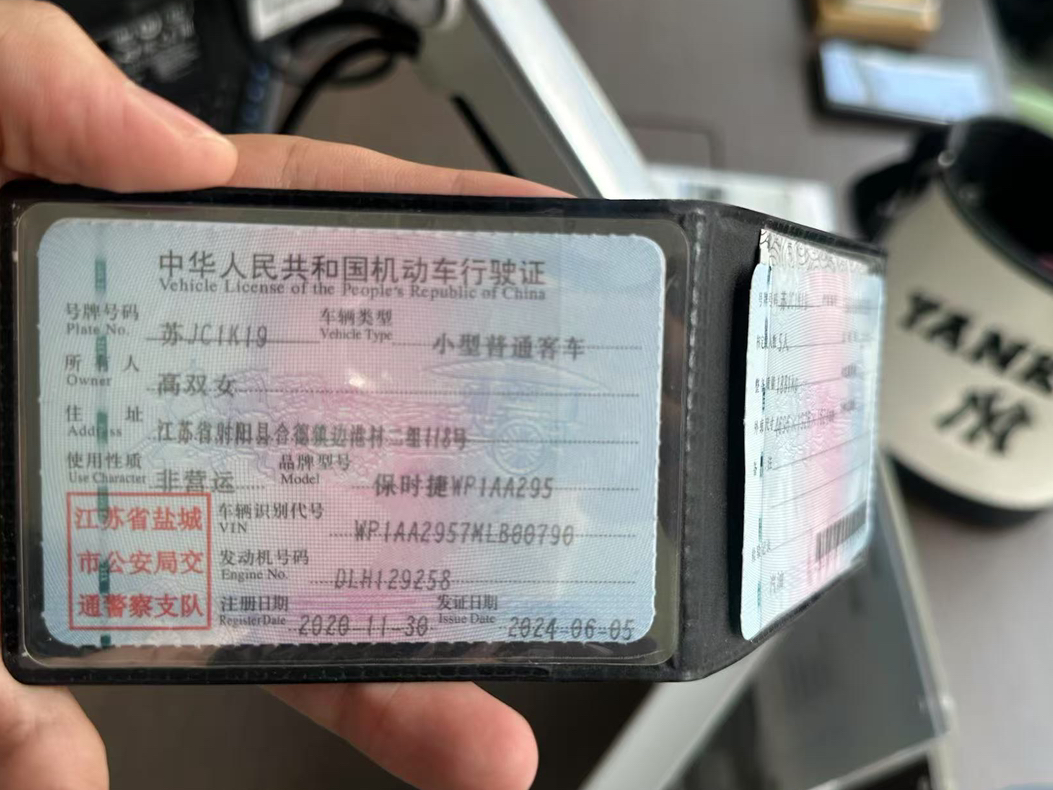 中华人民共和国机动车行驶证
Vehicle License of the People's Republic of China
号牌号码 苏JC1K19 车辆类型 小型普通客车
Plate No. Vehicle Type
所有人 高双女
Owner
住址 江苏省射阳县合德镇边港村二组118号
Address
使用性质 非营运 品牌型号 保时捷WP1AA295
Use Character Model
江苏省盐城
市公安局交
通警察支队
车辆识别代号 WP1AA2957MLB00790
VIN
发动机号码 DLH129258
Engine No.
注册日期 2020-11-30 发证日期 2024-06-05
Register Date Issue Date
号牌号码
5人
YANK
NY